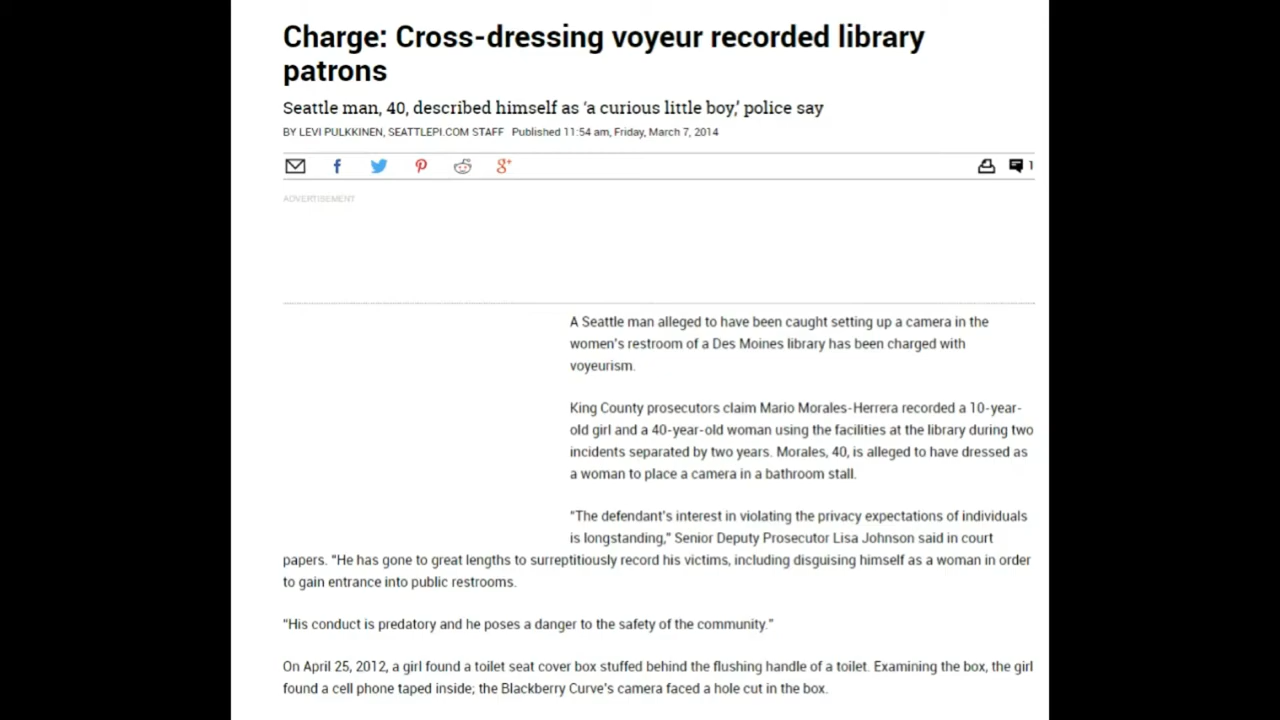 Charge: Cross-dressing voyeur recorded library
patrons
Seattle man, 40, described himself as ‘a curious little boy,’ police say
BY LEVI PULKKINEN, SEATTLEPI.COM STAFF Published 11:54 am, Friday, March 7, 2014
1
ADVERTISEMENT
A Seattle man alleged to have been caught setting up a camera in the
women's restroom of a Des Moines library has been charged with
voyeurism.
King County prosecutors claim Mario Morales-Herrera recorded a 10-year-
old girl and a 40-year-old woman using the facilities at the library during two
incidents separated by two years. Morales, 40, is alleged to have dressed as
a woman to place a camera in a bathroom stall.
"The defendant's interest in violating the privacy expectations of individuals
is longstanding," Senior Deputy Prosecutor Lisa Johnson said in court
papers. "He has gone to great lengths to surreptitiously record his victims, including disguising himself as a woman in order
to gain entrance into public restrooms.
"His conduct is predatory and he poses a danger to the safety of the community."
On April 25, 2012, a girl found a toilet seat cover box stuffed behind the flushing handle of a toilet. Examining the box, the girl
found a cell phone taped inside; the Blackberry Curve's camera faced a hole cut in the box.